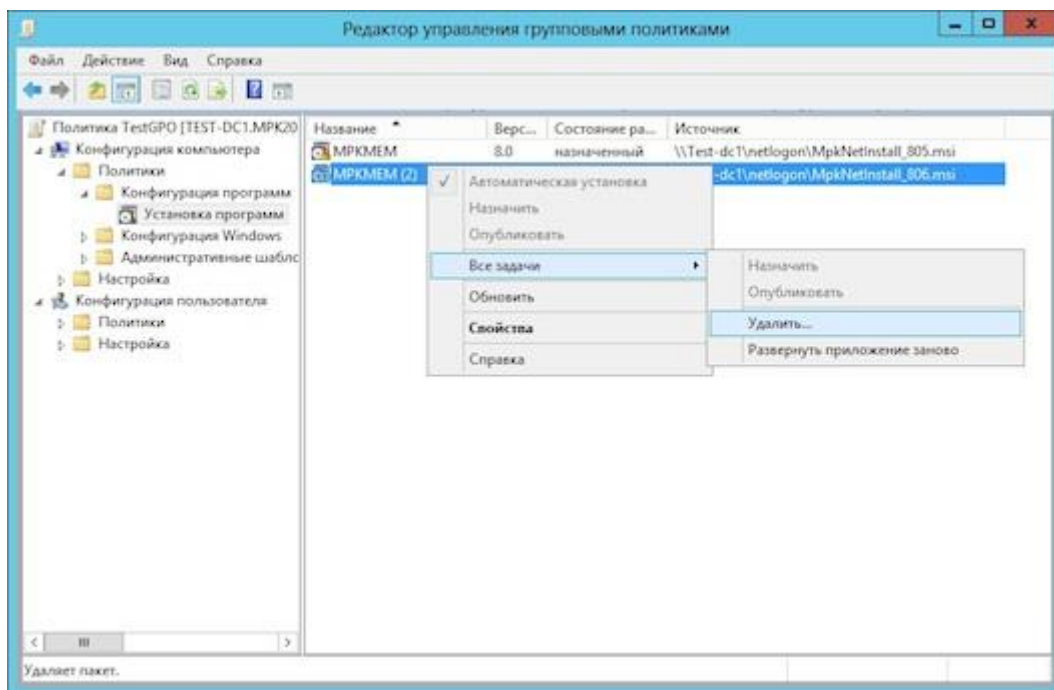 Редактор управления групповыми политиками
Файл Действие Вид Справка
Политика TestGPO [TEST-DC1.MPK20
Конфигурация компьютера
Политики
Конфигурация программ
Установка программ
Конфигурация Windows
Административные шаблс
Настройка
Конфигурация пользователя
Политики
Настройка
Название Верс... Состояние ра... Источник
MPKMEM 8.0 назначенный \\Test-dc1\netlogon\MpkNetInstall_805.msi
MPKMEM (2) -dc1\netlogon\MpkNetInstall_806.msi
Автоматическая установка
Назначить
Опубликовать
Все задачи
Обновить
Свойства
Справка
Назначить
Опубликовать
Удалить...
Развернуть приложение заново
Удаляет пакет.